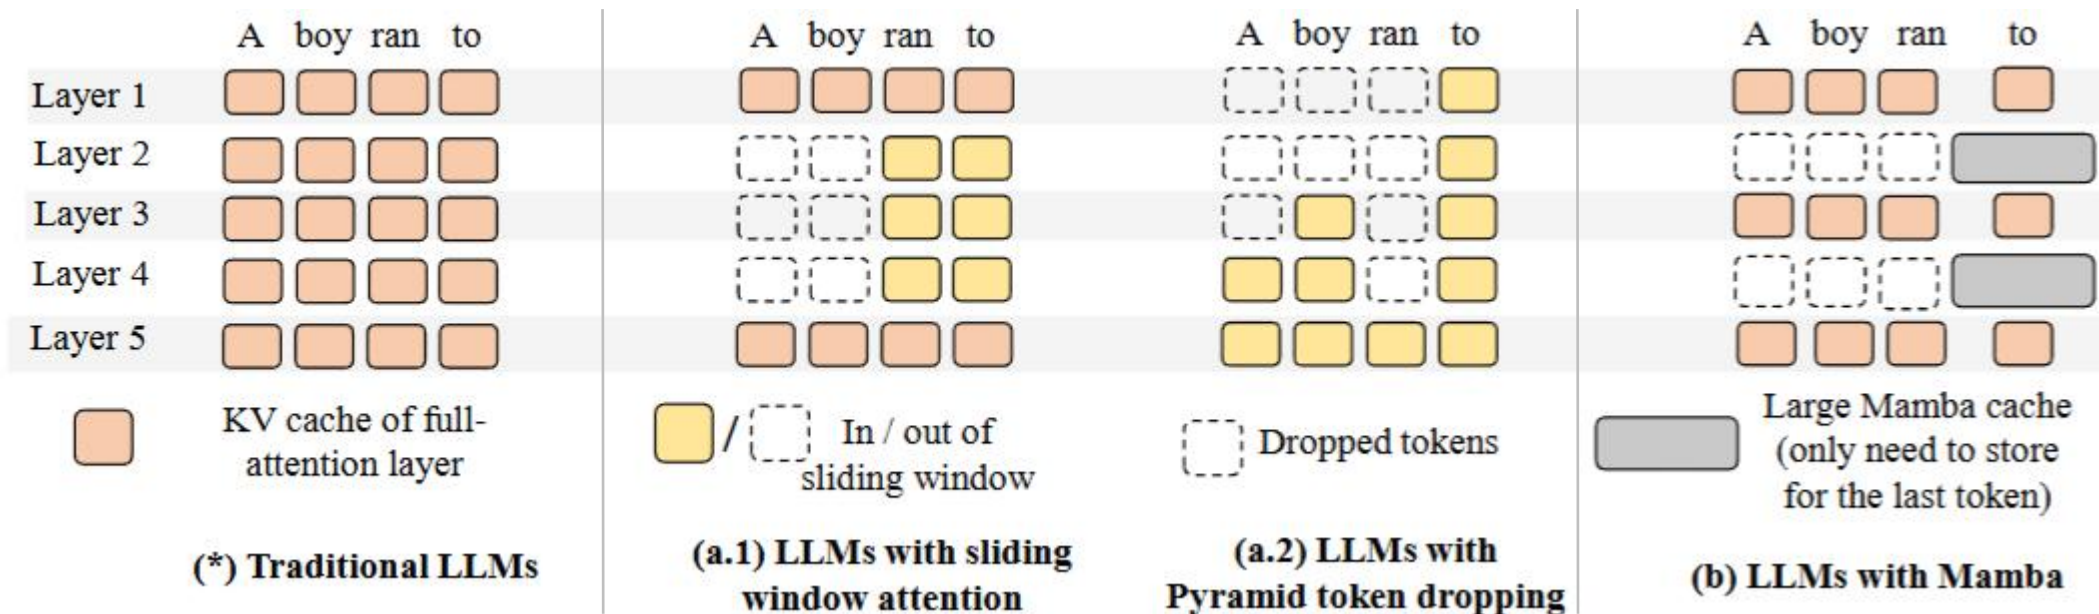 A boy ran to
A boy ran to
A boy ran to
A boy ran to
Layer 1
Layer 2
Layer 3
Layer 4
Layer 5
KV cache of full-
attention layer
(*) Traditional LLMs
/
In / out of
sliding window
(a.1) LLMs with sliding
window attention
Dropped tokens
(a.2) LLMs with
Pyramid token dropping
Large Mamba cache
(only need to store
for the last token)
(b) LLMs with Mamba